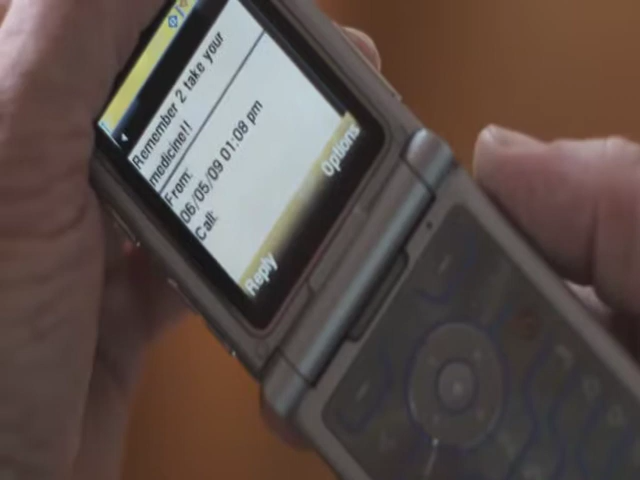 Remember 2 take your
medicine!!
From:
06/05/09 01:08 pm
Call:
Reply
Options